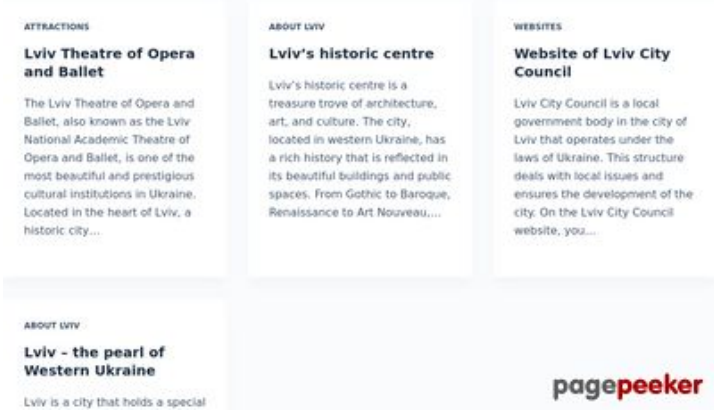 ATTRACTIONS
Lviv Theatre of Opera
and Ballet
The Lviv Theatre of Opera and
Ballet, also known as the Lviv
National Academic Theatre of
Opera and Ballet, is one of the
most beautiful and prestigious
cultural institutions in Ukraine.
Located in the heart of Lviv, a
historic city...
ABOUT LVIV
Lviv’s historic centre
Lviv’s historic centre is a
treasure trove of architecture,
art, and culture. The city,
located in western Ukraine, has
a rich history that is reflected in
its beautiful buildings and public
spaces. From Gothic to Baroque,
Renaissance to Art Nouveau,...
WEBSITES
Website of Lviv City
Council
Lviv City Council is a local
government body in the city of
Lviv that operates under the
laws of Ukraine. This structure
deals with local issues and
ensures the development of the
city. On the Lviv City Council
website, you...
ABOUT LVIV
Lviv – the pearl of
Western Ukraine
Lviv is a city that holds a special
pagepeeker